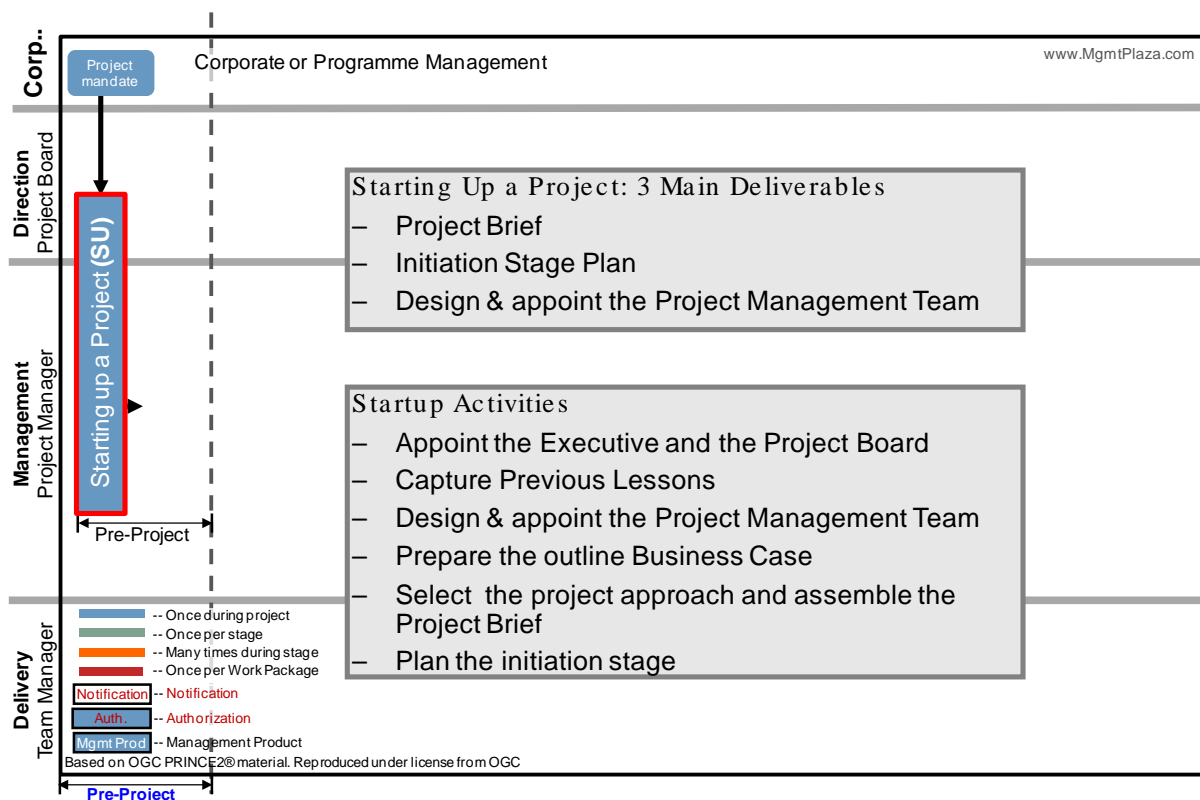 Corp..
Project
mandate
Corporate or Programme Management
www.MgmtPlaza.com
Direction
Project Board
Starting up a Project (SU)
Starting Up a Project: 3 Main Deliverables
– Project Brief
– Initiation Stage Plan
– Design & appoint the Project Management Team
Management
Project Manager
Startup Activities
– Appoint the Executive and the Project Board
– Capture Previous Lessons
– Design & appoint the Project Management Team
– Prepare the outline Business Case
– Select the project approach and assemble the
Project Brief
– Plan the initiation stage
Pre-Project
Delivery
Team Manager
-- Once during project
-- Once per stage
-- Many times during stage
-- Once per Work Package
Notification -- Notification
Auth. -- Authorization
Mgmt Prod -- Management Product
Based on OGC PRINCE2® material. Reproduced under license from OGC
Pre-Project